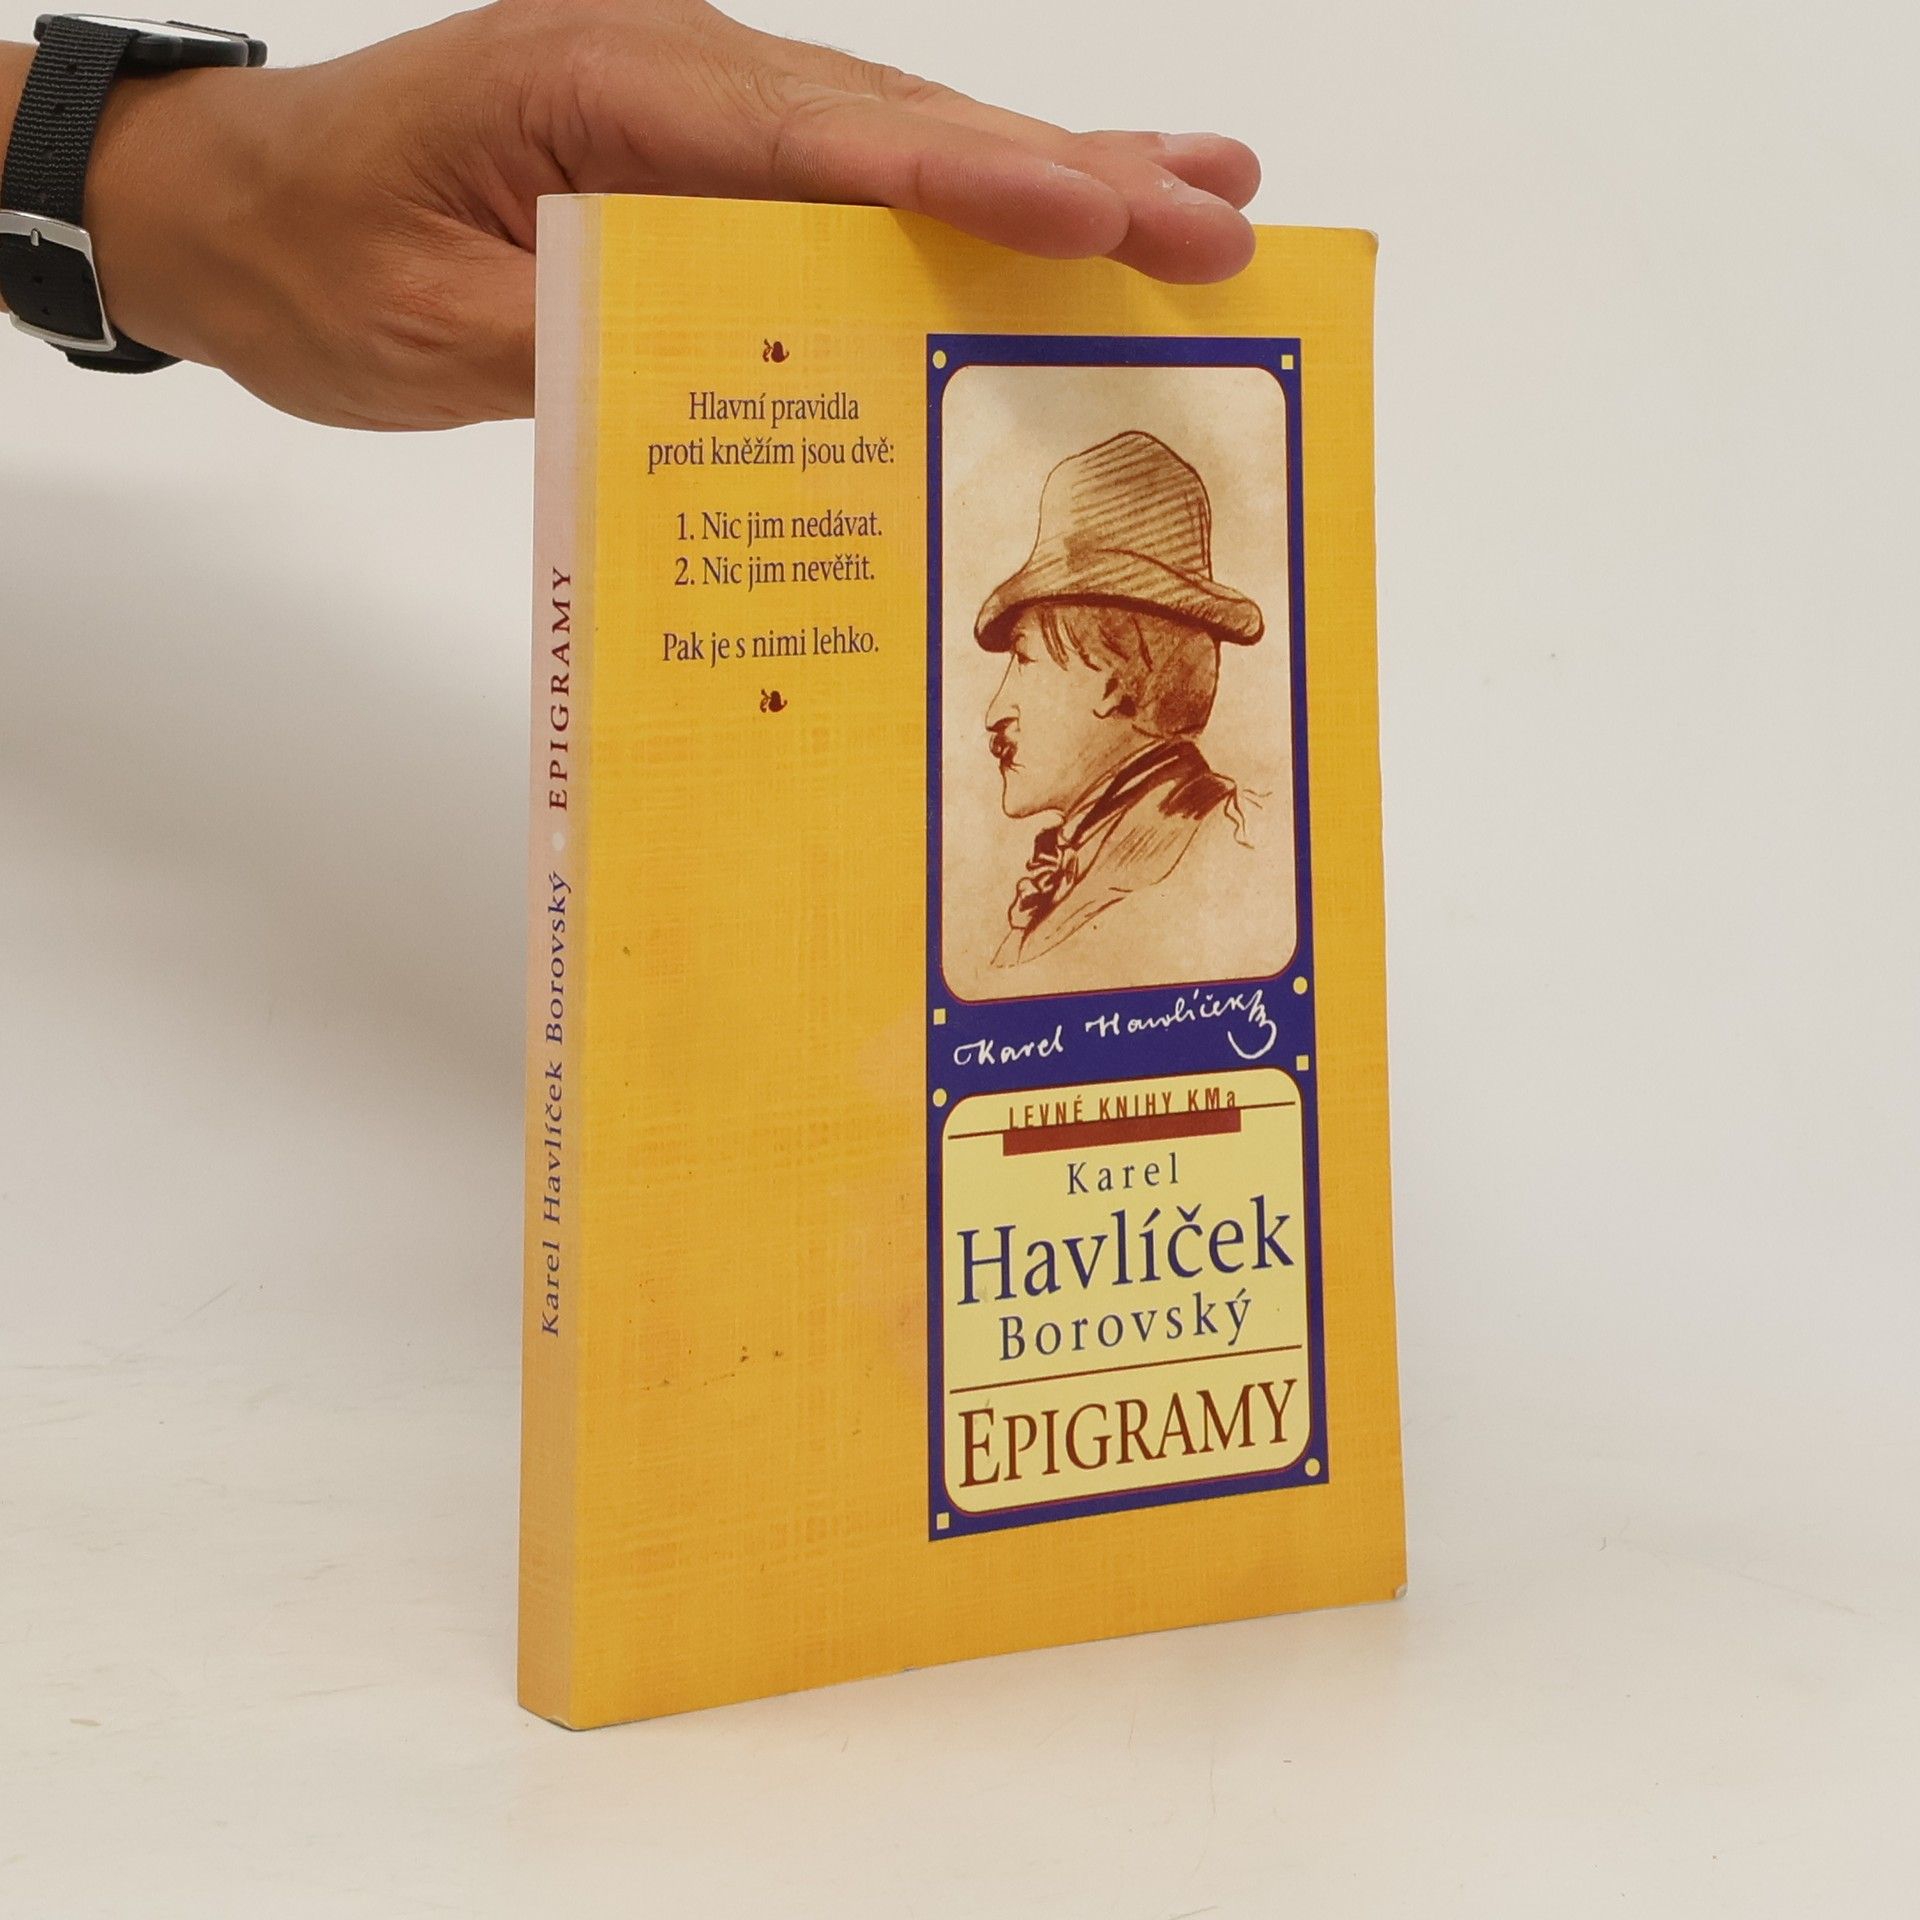 Hlavní pravidla
proti kněžím jsou dvě:
1. Nic jim nedávat.
2. Nic jim nevěřit.
Pak je s nimi lehko.
Karel Havlíček
LEVNÉ KNIHY KMa
Karel
Havlíček
Borovský
EPIGRAMY
Karel Havlíček Borovský • EPIGRAMY